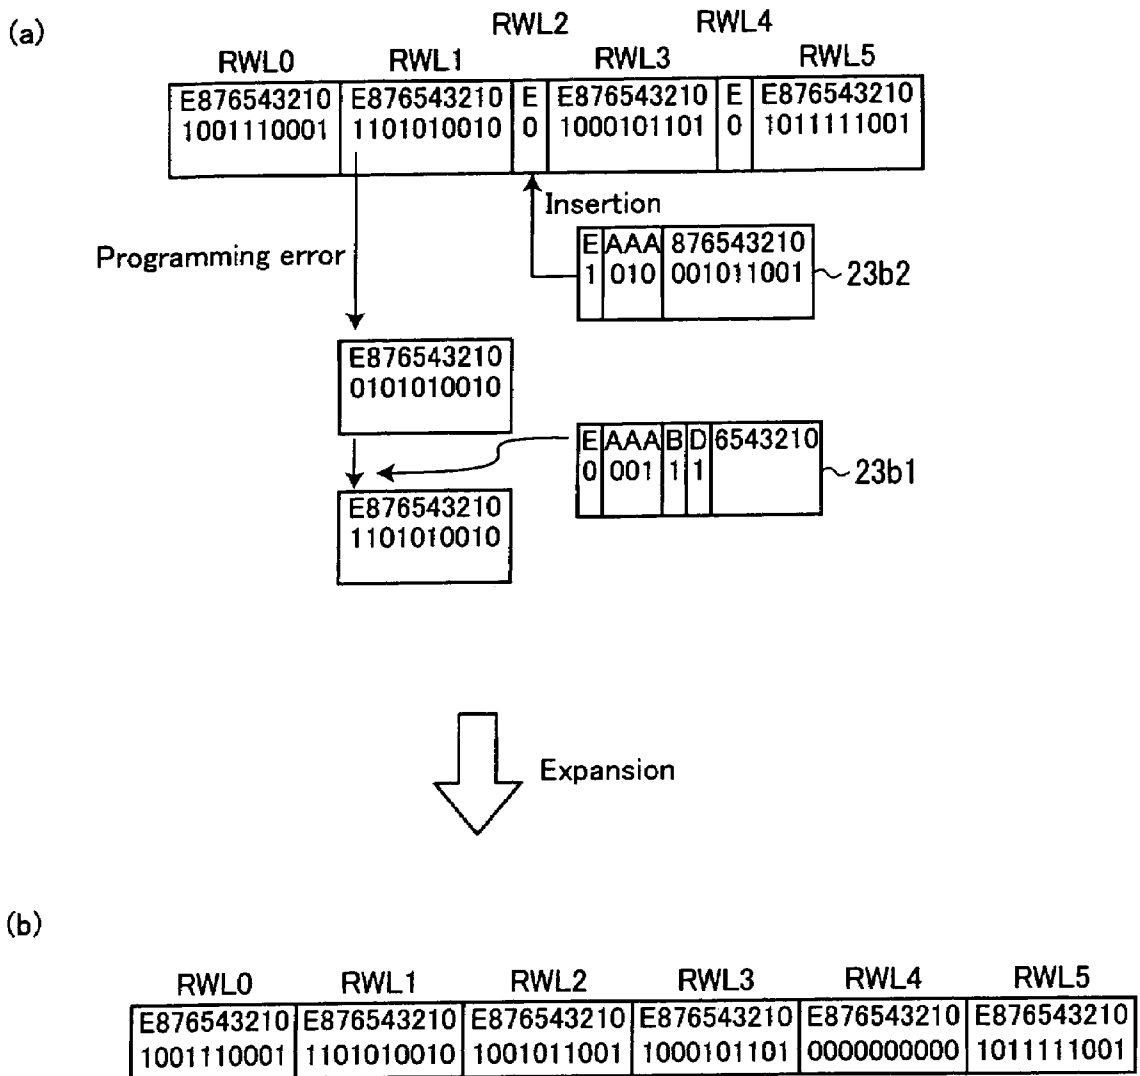 (a)
RWL2 RWL4
RWL0 RWL1 RWL3 RWL5
E876543210 E876543210 E E876543210 E E876543210
1001110001 1101010010 0 1000101101 0 1011111001
Insertion
Programming error
E AAA 876543210
1 010 001011001
23b2
E876543210
0101010010
E AAA B D 6543210
0 001 1 1
23b1
E876543210
1101010010
Expansion
(b)
RWL0 RWL1 RWL2 RWL3 RWL4 RWL5
E876543210 E876543210 E876543210 E876543210 E876543210 E876543210
1001110001 1101010010 1001011001 1000101101 0000000000 1011111001